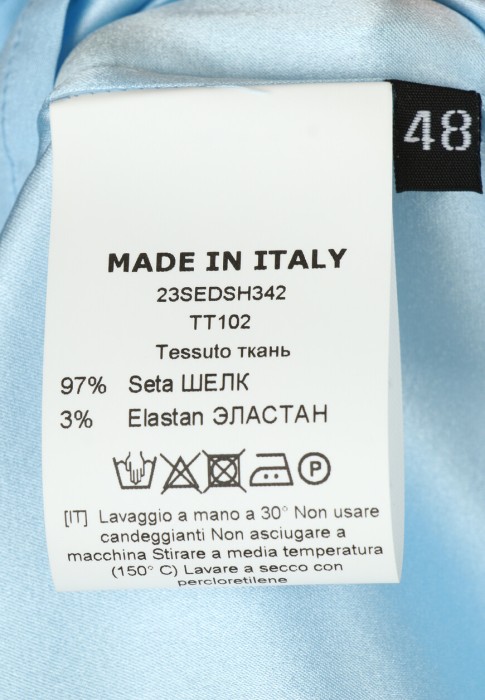 48
MADE IN ITALY
23SEDSH342
TT102
Tessuto ткань
97% Seta ШЕЛК
3% Elastan ЭЛАСТАН
P
[IT] Lavaggio a mano a 30° Non usare
candeggianti Non asciugare a
macchina Stirare a media temperatura
(150° C) Lavare a secco con
percloretilene